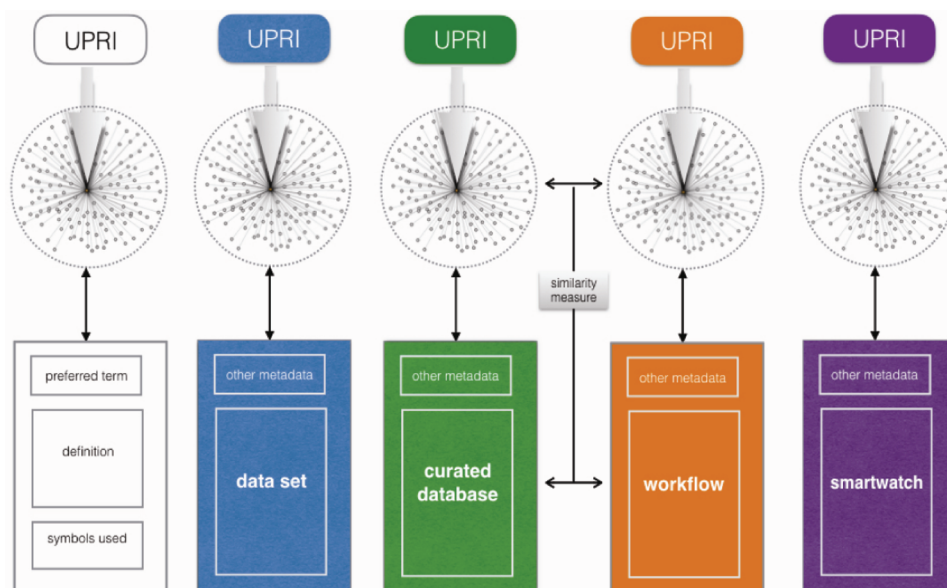 UPRI
UPRI
UPRI
UPRI
UPRI
similarity
measure
preferred term
definition
symbols used
other metadata
data set
other metadata
curated
database
other metadata
workflow
other metadata
smartwatch